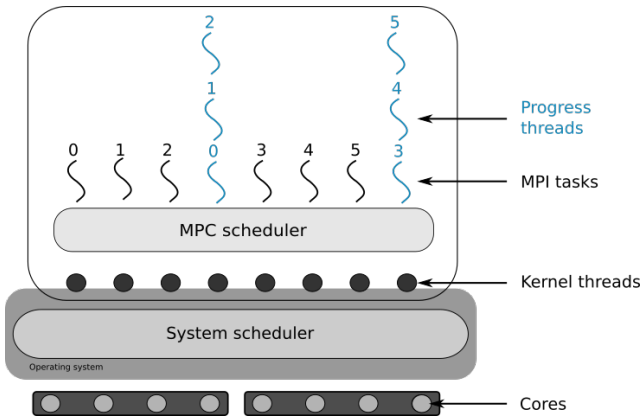 2 5
1 4
Progress
threads
0 1 2 0 3 4 5 3
MPI tasks
MPC scheduler
Kernel threads
System scheduler
Operating system
Cores